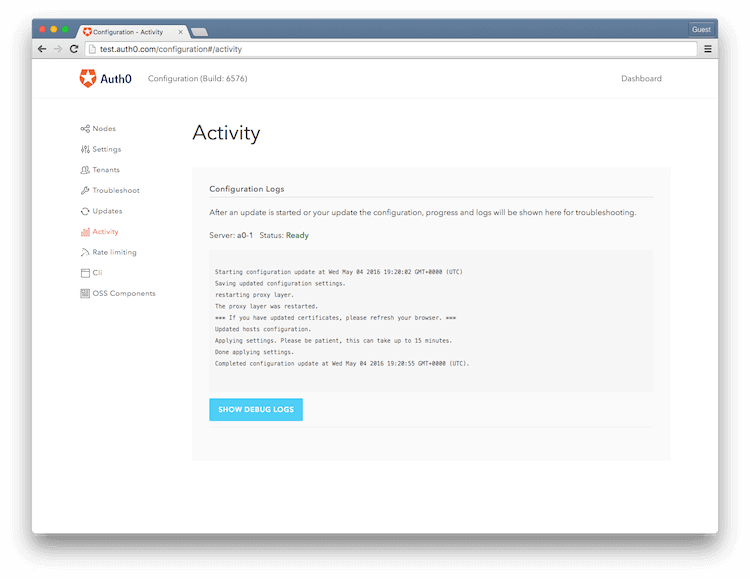 Configuration - Activity
Guest
test.auth0.com/configuration#/activity
Auth0
Configuration (Build: 6576)
Dashboard
Nodes
Settings
Tenants
Troubleshoot
Updates
Activity
Rate limiting
Cli
OSS Components
Activity
Configuration Logs
After an update is started or your update the configuration, progress and logs will be shown here for troubleshooting.
Server: a0-1 Status: Ready
Starting configuration update at Wed May 04 2016 19:20:02 GMT+0000 (UTC)
Saving updated configuration settings.
restarting proxy layer.
The proxy layer was restarted.
*** If you have updated certificates, please refresh your browser. ***
Updated hosts configuration.
Applying settings. Please be patient, this can take up to 15 minutes.
Done applying settings.
Completed configuration update at Wed May 04 2016 19:20:55 GMT+0000 (UTC).
SHOW DEBUG LOGS